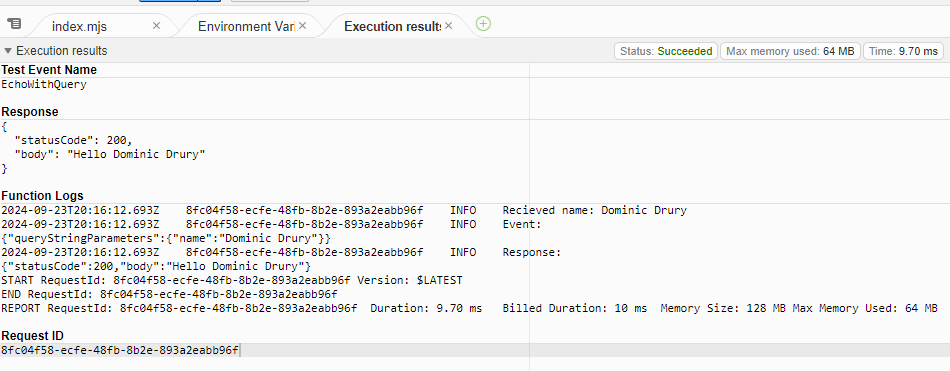 index.mjs
Environment Vari
Execution results
Execution results
Status: Succeeded
Max memory used: 64 MB
Time: 9.70 ms
Test Event Name
EchoWithQuery
Response
{
  "statusCode": 200,
  "body": "Hello Dominic Drury"
}
Function Logs
2024-09-23T20:16:12.693Z    8fc04f58-ecfe-48fb-8b2e-893a2eabb96f    INFO    Recieved name: Dominic Drury
2024-09-23T20:16:12.693Z    8fc04f58-ecfe-48fb-8b2e-893a2eabb96f    INFO    Event:
{"queryStringParameters":{"name":"Dominic Drury"}}
2024-09-23T20:16:12.693Z    8fc04f58-ecfe-48fb-8b2e-893a2eabb96f    INFO    Response:
{"statusCode":200,"body":"Hello Dominic Drury"}
START RequestId: 8fc04f58-ecfe-48fb-8b2e-893a2eabb96f Version: $LATEST
END RequestId: 8fc04f58-ecfe-48fb-8b2e-893a2eabb96f
REPORT RequestId: 8fc04f58-ecfe-48fb-8b2e-893a2eabb96f  Duration: 9.70 ms   Billed Duration: 10 ms  Memory Size: 128 MB Max Memory Used: 64 MB
Request ID
8fc04f58-ecfe-48fb-8b2e-893a2eabb96f